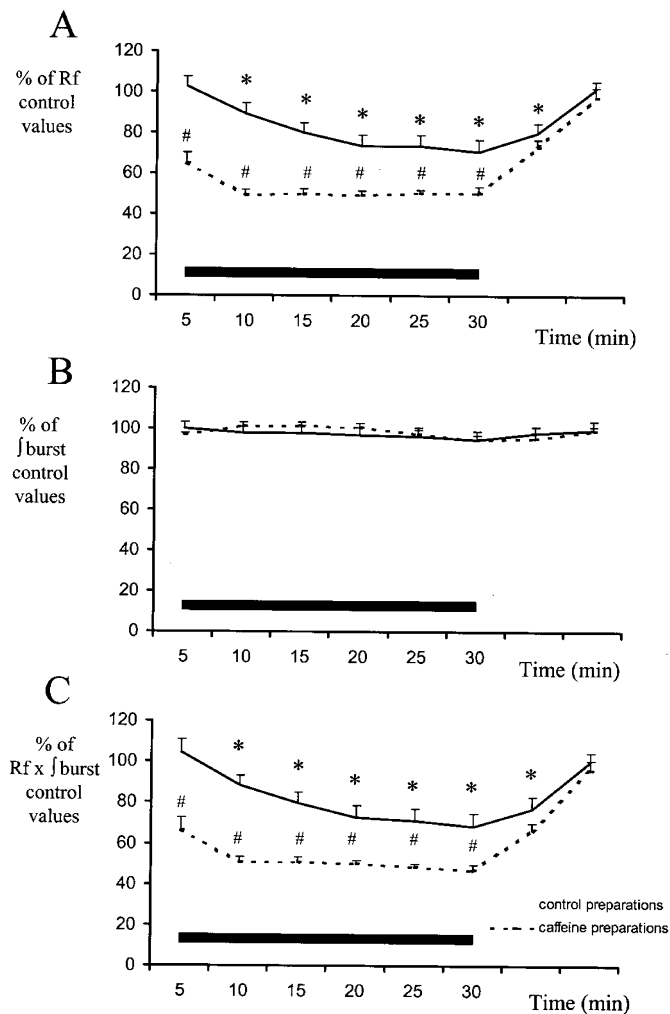 A
% of Rf
control
values
120
100
80
60
40
20
0
* * * * * *
# # # # # #
5 10 15 20 25 30
Time (min)
B
% of
∫burst
control
values
120
100
80
60
40
20
0
5 10 15 20 25 30
Time (min)
C
% of
Rf x ∫burst
control
values
120
100
80
60
40
20
0
* * * * * *
# # # # # #
control preparations
caffeine preparations
5 10 15 20 25 30
Time (min)